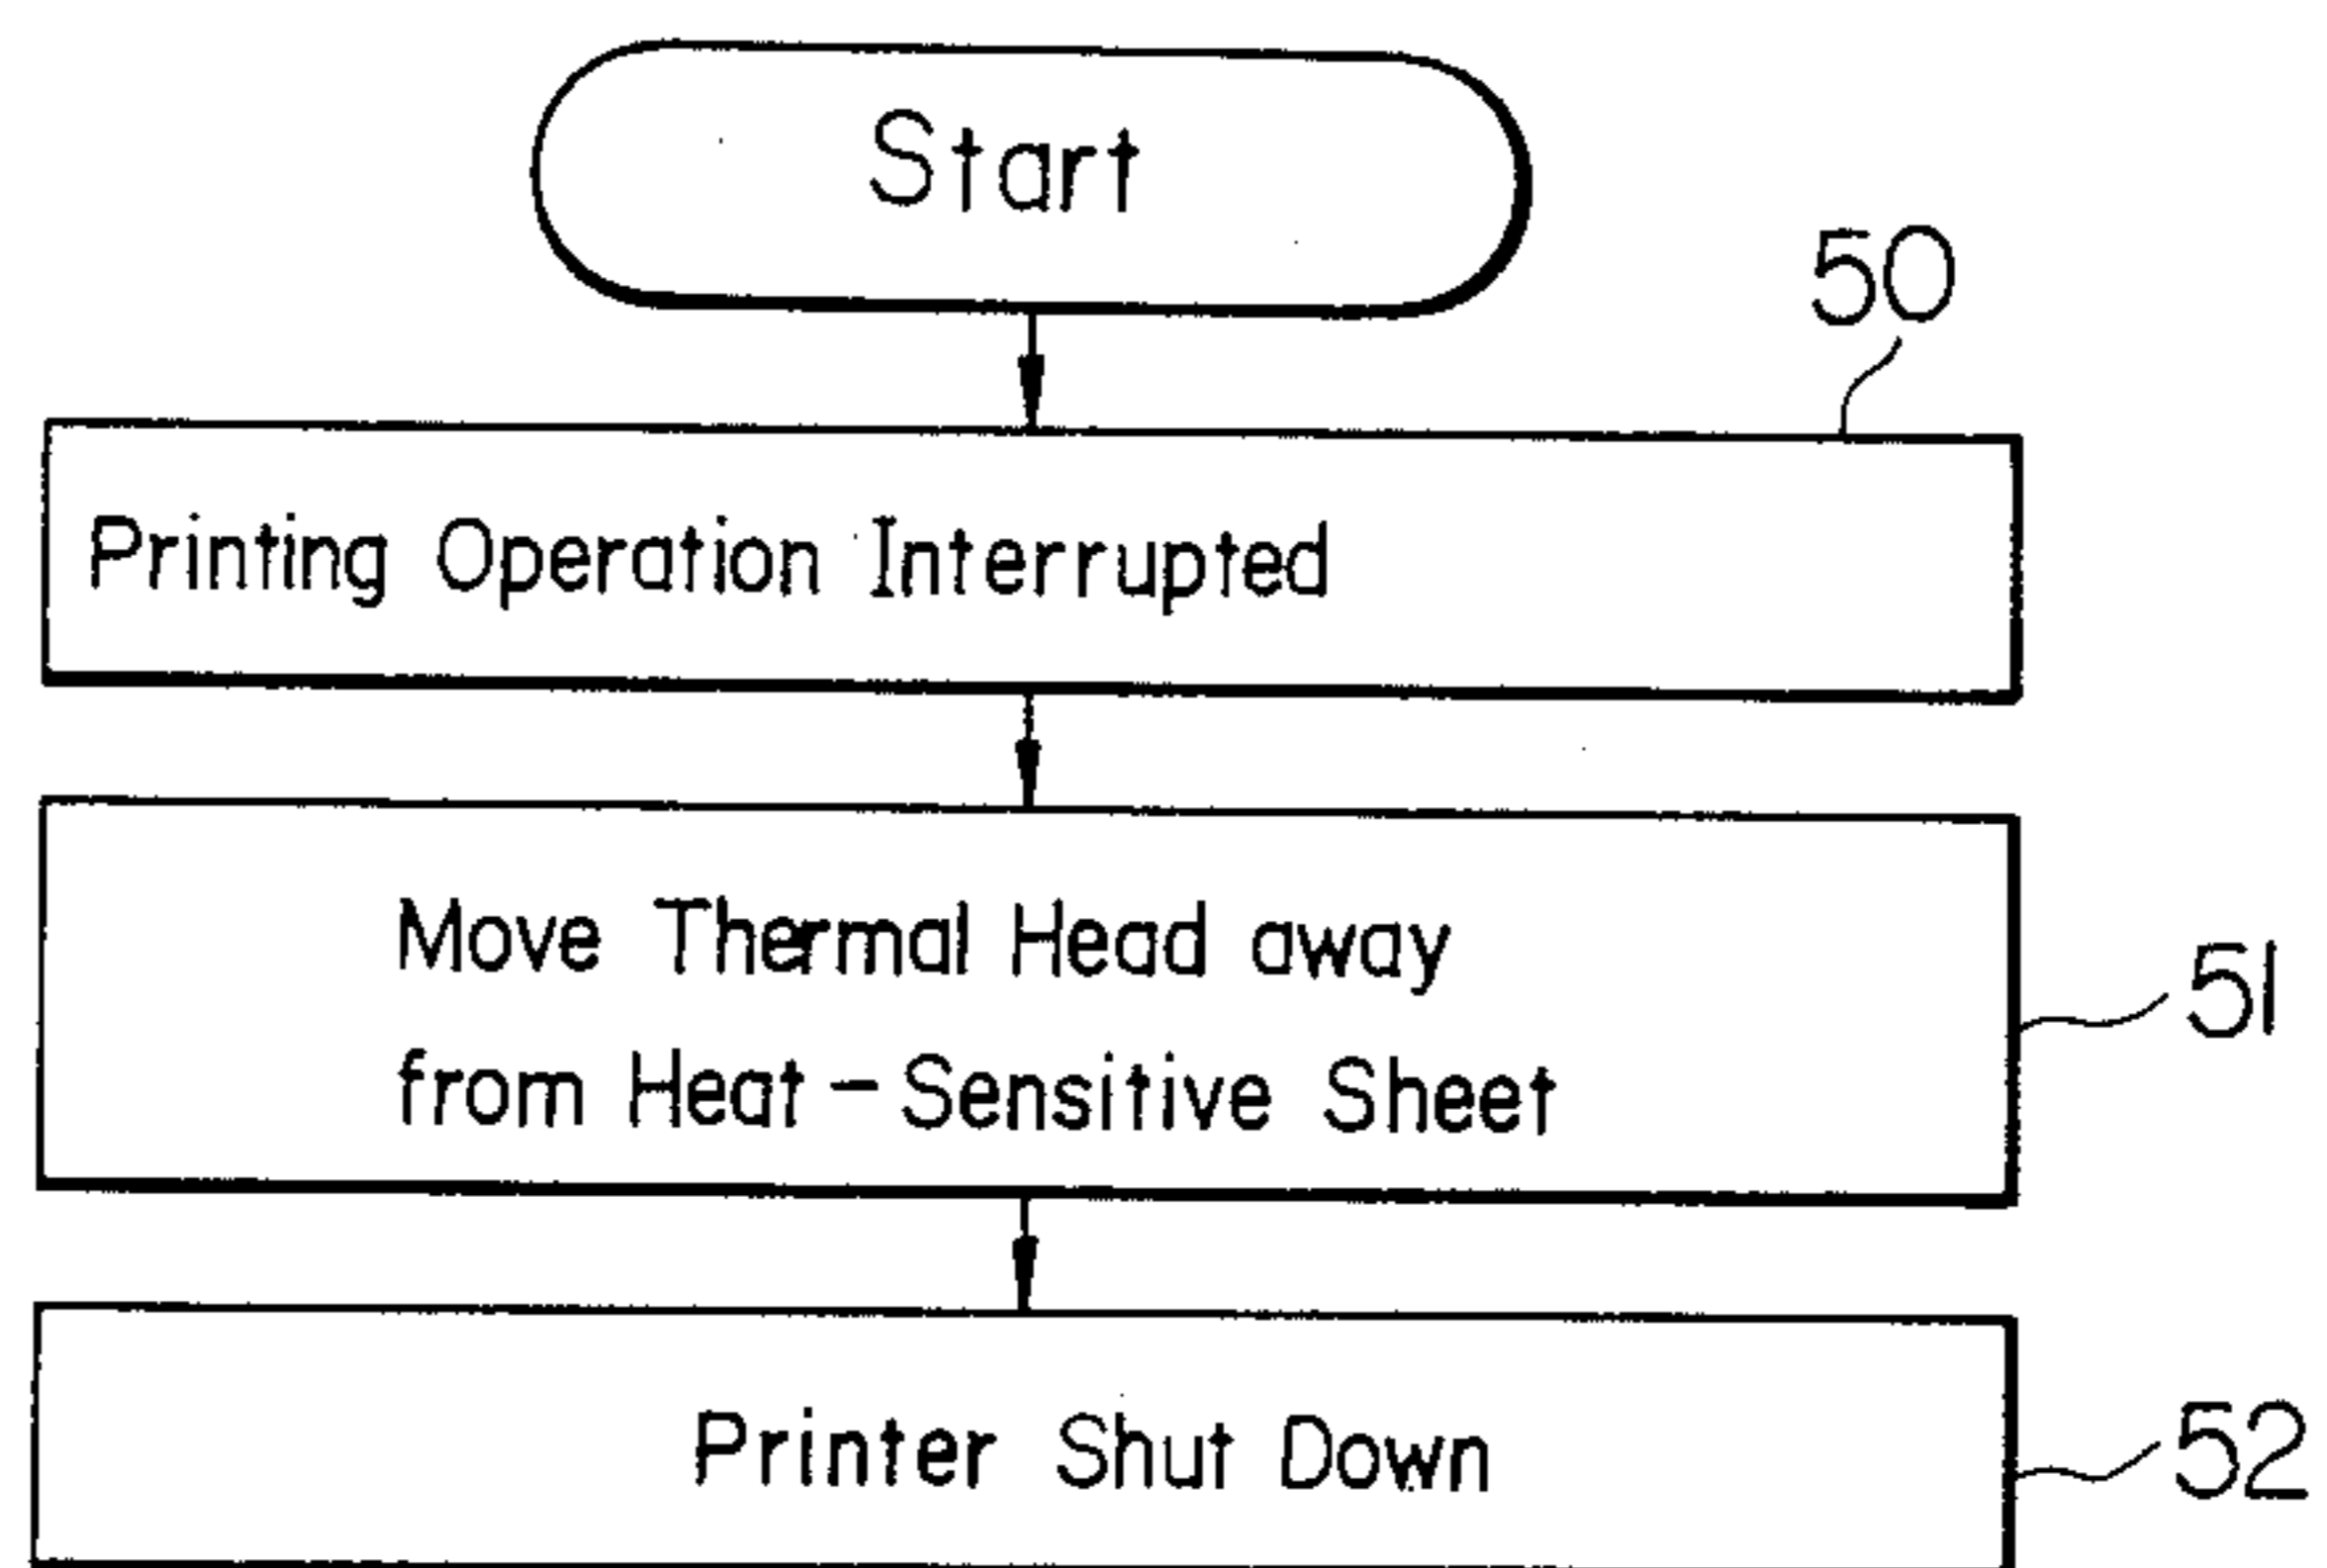 Start
50
Printing Operation Interrupted
Move Thermal Head away
from Heat-Sensitive Sheet
51
Printer Shut Down
52